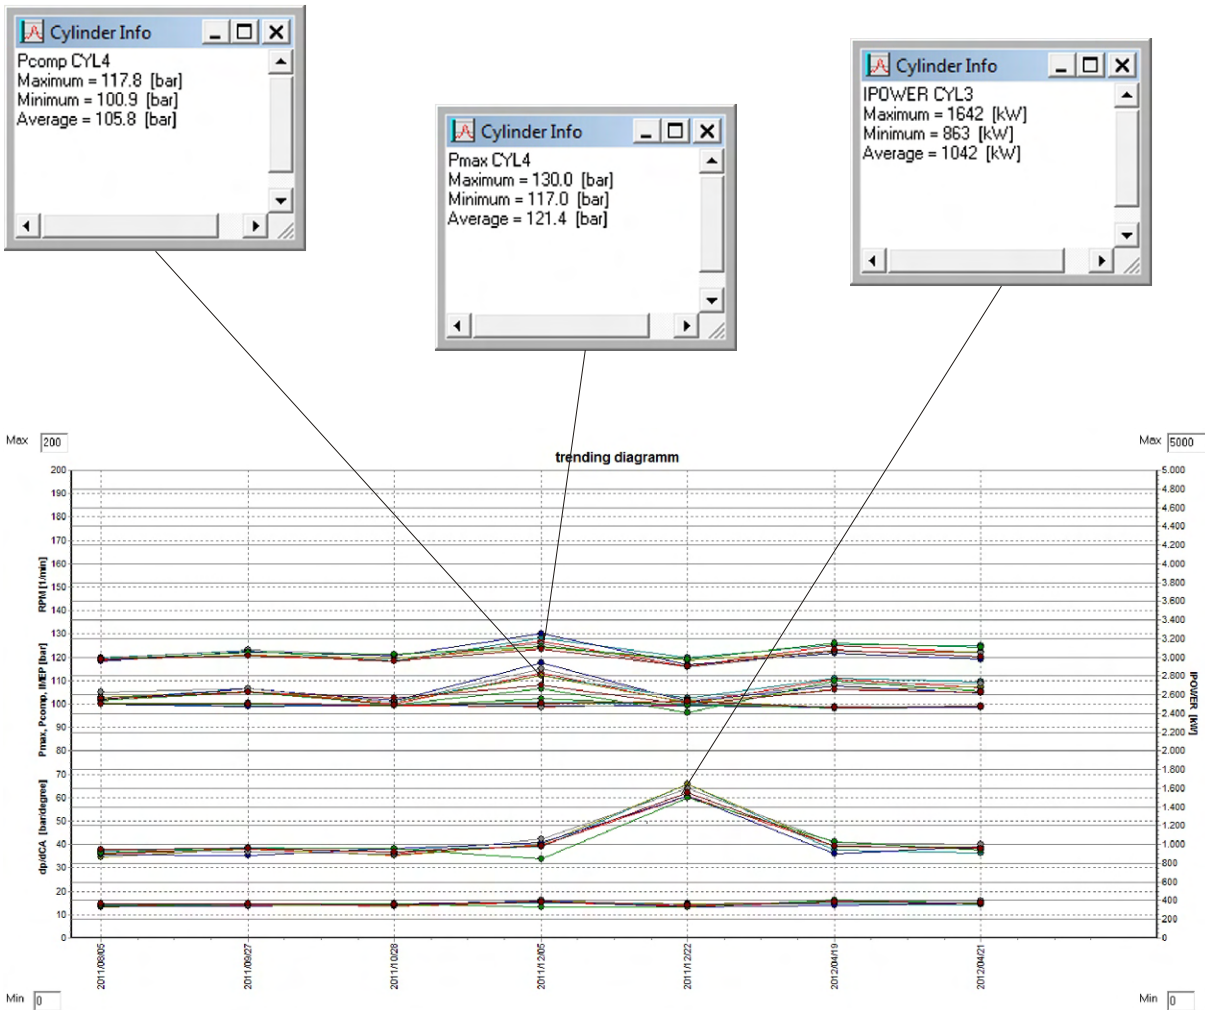 Cylinder Info
Pcomp CYL4
Maximum = 117.8 [bar]
Minimum = 100.9 [bar]
Average = 105.8 [bar]
Cylinder Info
Pmax CYL4
Maximum = 130.0 [bar]
Minimum = 117.0 [bar]
Average = 121.4 [bar]
Cylinder Info
IPOWER CYL3
Maximum = 1642 [kW]
Minimum = 863 [kW]
Average = 1042 [kW]
Max 200
Max 5000
trending diagramm
200
190
180
170
160
150
140
130
120
110
100
90
80
70
60
50
40
30
20
10
0
RPM [1/min]
Pmax, Pcomp, IMEP [bar]
dp/dCA [bar/degree]
5.000
4.800
4.600
4.400
4.200
4.000
3.800
3.600
3.400
3.200
3.000
2.800
2.600
2.400
2.200
2.000
1.800
1.600
1.400
1.200
1.000
800
600
400
200
0
IPOWER [kW]
2011/08/05
2011/09/27
2011/10/28
2011/12/05
2011/12/22
2012/04/19
2012/04/21
Min 0
Min 0